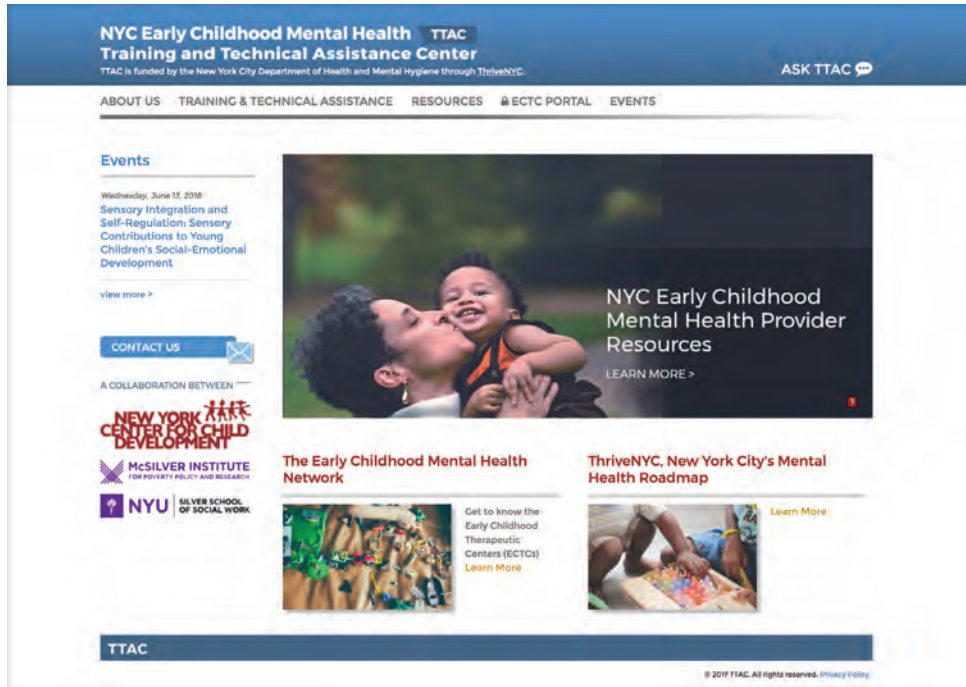 NYC Early Childhood Mental Health TTAC
Training and Technical Assistance Center
TTAC is funded by the New York City Department of Health and Mental Hygiene through ThriveNYC.
ASK TTAC
ABOUT US TRAINING & TECHNICAL ASSISTANCE RESOURCES ECTC PORTAL EVENTS
Events
Wednesday, June 13, 2018
Sensory Integration and
Self-Regulation: Sensory
Contributions to Young
Children's Social-Emotional
Development
view more >
CONTACT US
A COLLABORATION BETWEEN
NEW YORK
CENTER FOR CHILD
DEVELOPMENT
McSILVER INSTITUTE
FOR POVERTY POLICY AND RESEARCH
NYU SILVER SCHOOL
OF SOCIAL WORK
NYC Early Childhood
Mental Health Provider
Resources
LEARN MORE >
1
The Early Childhood Mental Health
Network
Get to know the
Early Childhood
Therapeutic
Centers (ECTCs)
Learn More
ThriveNYC, New York City's Mental
Health Roadmap
Learn More
TTAC
© 2017 TTAC. All rights reserved. Privacy Policy